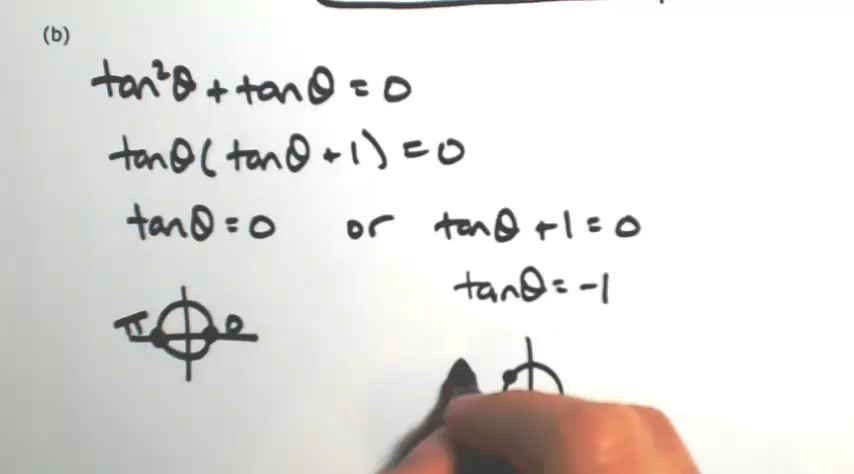 (b)
tan²θ + tanθ = 0
tanθ( tanθ + 1) = 0
tanθ = 0 or tanθ + 1 = 0
tanθ = -1
π 0